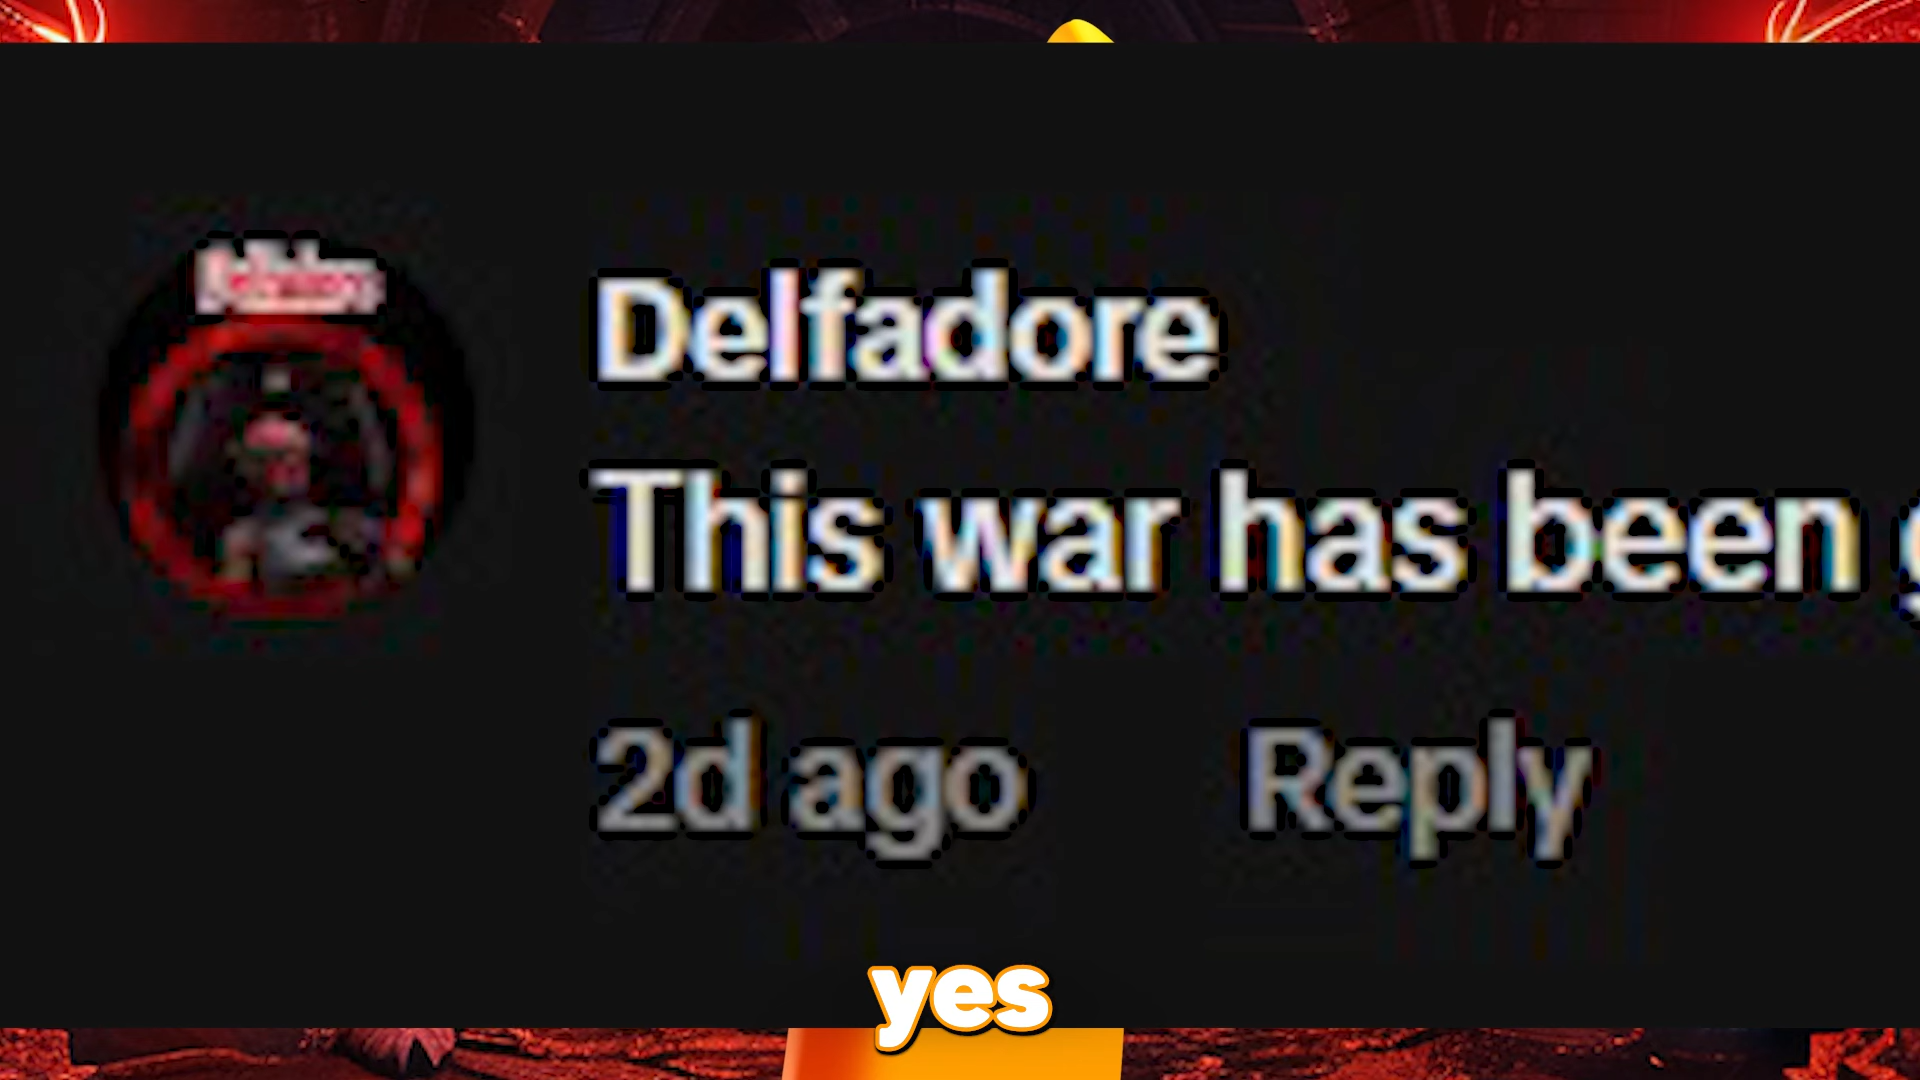 Delfadore
This war has been
2d ago Reply
yes